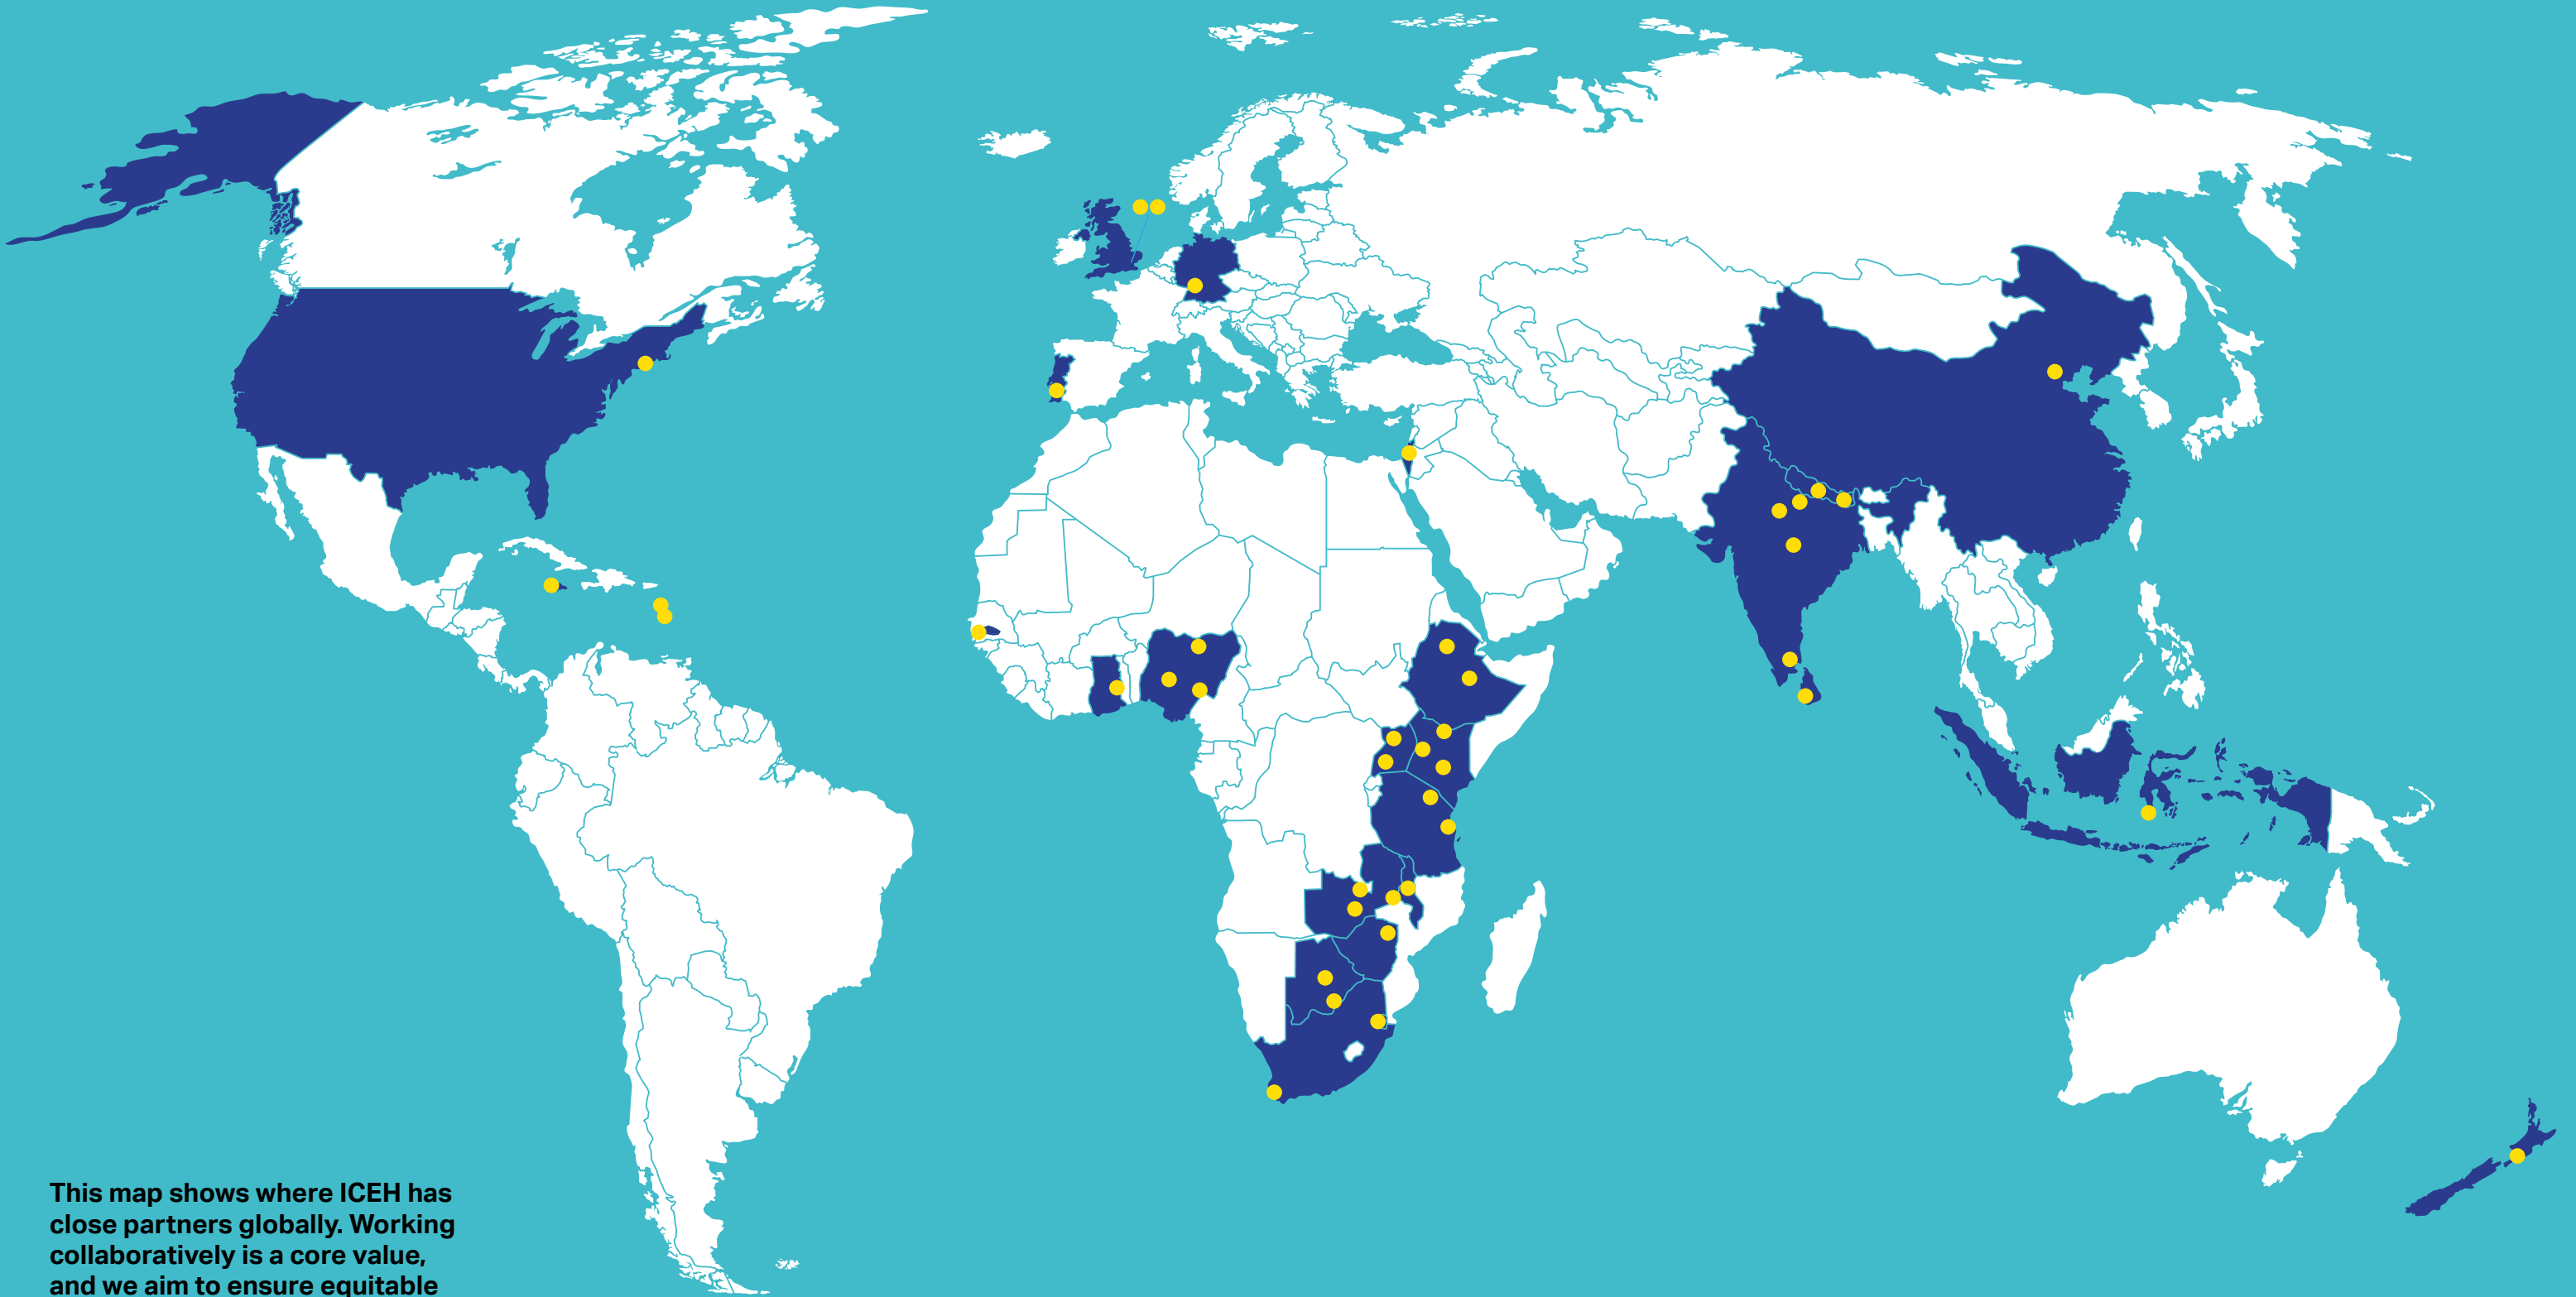 This map shows where ICEH has
close partners globally. Working
collaboratively is a core value,
and we aim to ensure equitable